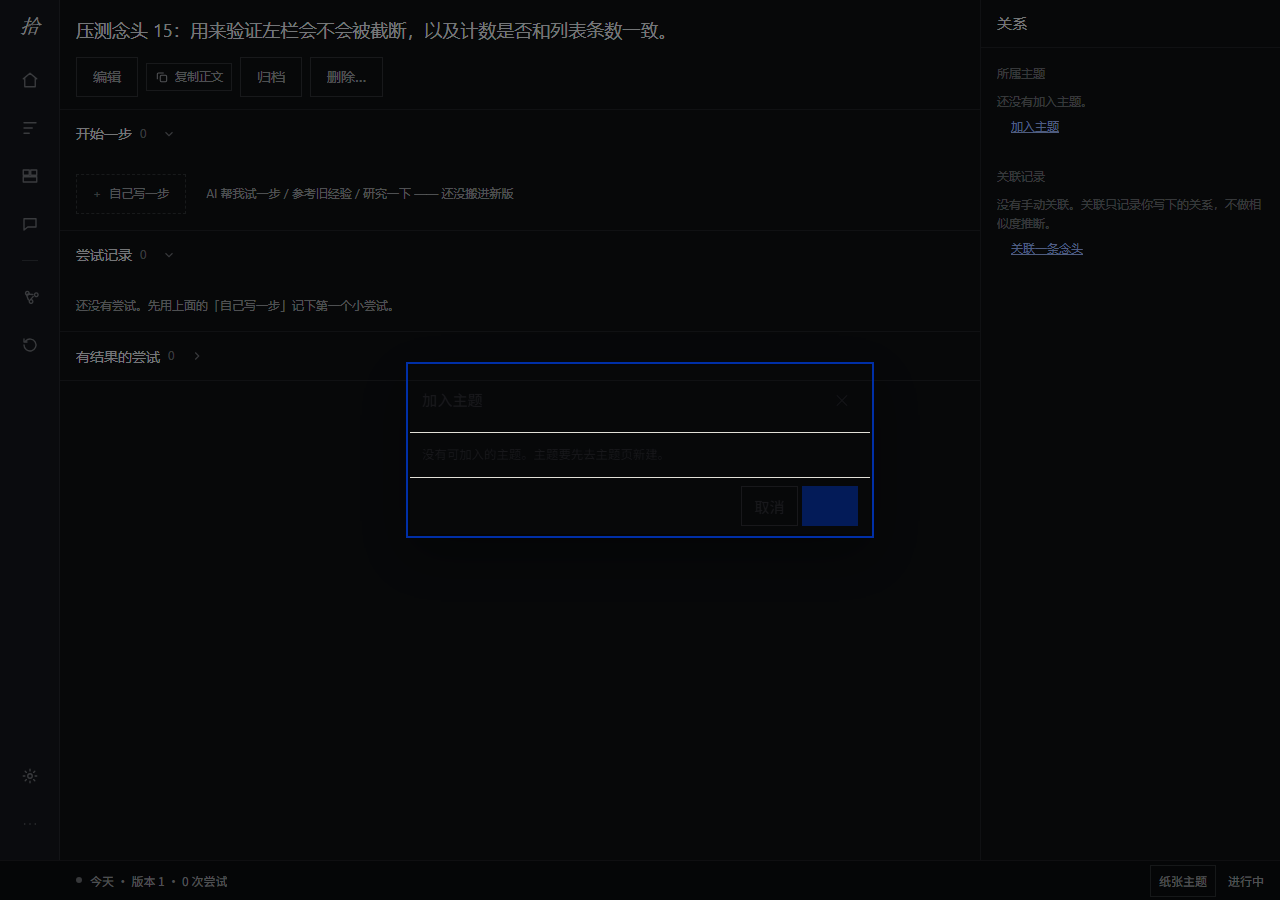 拾
压测念头 15：用来验证左栏会不会被截断，以及计数是否和列表条数一致。
编辑
复制正文
归档
删除...
开始一步 0
+ 自己写一步
AI 帮我试一步 / 参考旧经验 / 研究一下 —— 还没搬进新版
尝试记录 0
还没有尝试。先用上面的「自己写一步」记下第一个小尝试。
有结果的尝试 0
关系
所属主题
还没有加入主题。
加入主题
关联记录
没有手动关联。关联只记录你写下的关系，不做相
似度推断。
关联一条念头
加入主题
没有可加入的主题。主题要先去主题页新建。
取消
今天 · 版本 1 · 0 次尝试
纸张主题
进行中